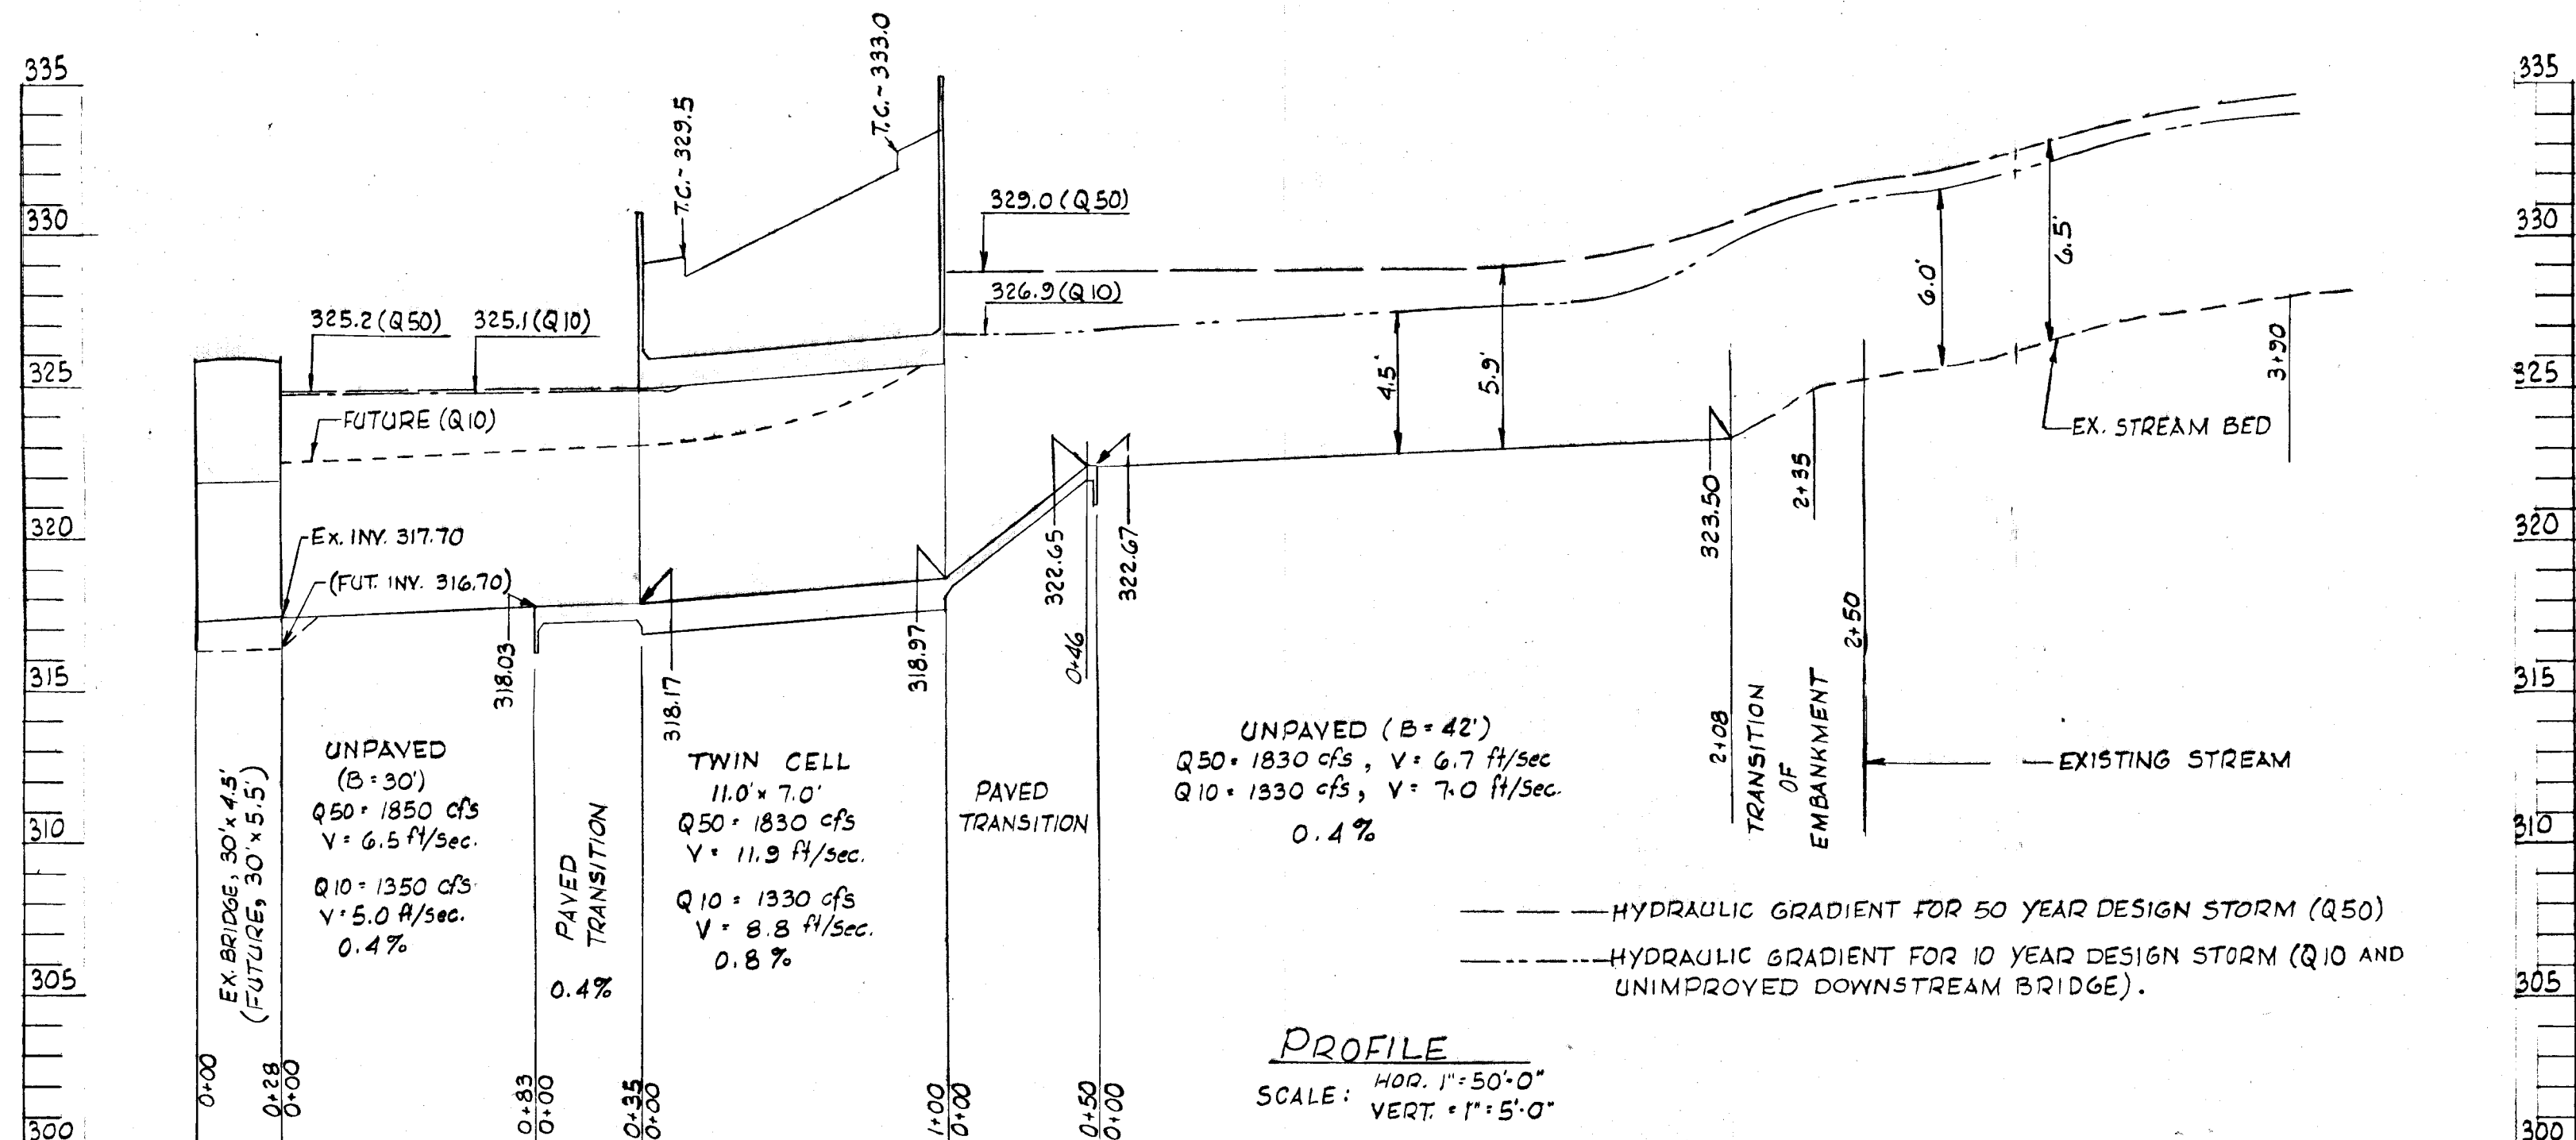 335
330
325
320
315
310
305
300
T.C.~ 329.5
T.C.~ 333.0
325.2 (Q50)
325.1 (Q10)
329.0 (Q50)
326.9 (Q10)
FUTURE (Q10)
EX. INV. 317.70
(FUT. INV. 316.70)
318.03
318.17
318.97
322.65
0+46
322.67
4.5'
5.9'
6.0'
6.5'
323.50
2+35
2+50
2+08
3+90
EX. STREAM BED
EXISTING STREAM
EX. BRIDGE, 30' x 4.5'
(FUTURE, 30' x 5.5')
UNPAVED
(B = 30')
Q50 = 1850 cfs
V = 6.5 ft/sec.
Q10 = 1350 cfs
V = 5.0 ft/sec.
0.4%
PAVED
TRANSITION
0.4%
TWIN CELL
11.0' x 7.0'
Q50 = 1830 cfs
V = 11.9 ft/sec.
Q10 = 1330 cfs
V = 8.8 ft/sec.
0.8%
PAVED
TRANSITION
UNPAVED (B = 42')
Q50 = 1830 cfs, V = 6.7 ft/sec
Q10 = 1330 cfs, V = 7.0 ft/sec.
0.4%
TRANSITION
OF
EMBANKMENT
HYDRAULIC GRADIENT FOR 50 YEAR DESIGN STORM (Q50)
HYDRAULIC GRADIENT FOR 10 YEAR DESIGN STORM (Q10 AND
UNIMPROVED DOWNSTREAM BRIDGE).
0+00
0+28
0+00
0+83
0+00
0+35
0+00
1+00
0+00
0+50
0+00
PROFILE
SCALE: HOR. 1" = 50'-0"
VERT. = 1" = 5'-0"
335
330
325
320
315
310
305
300